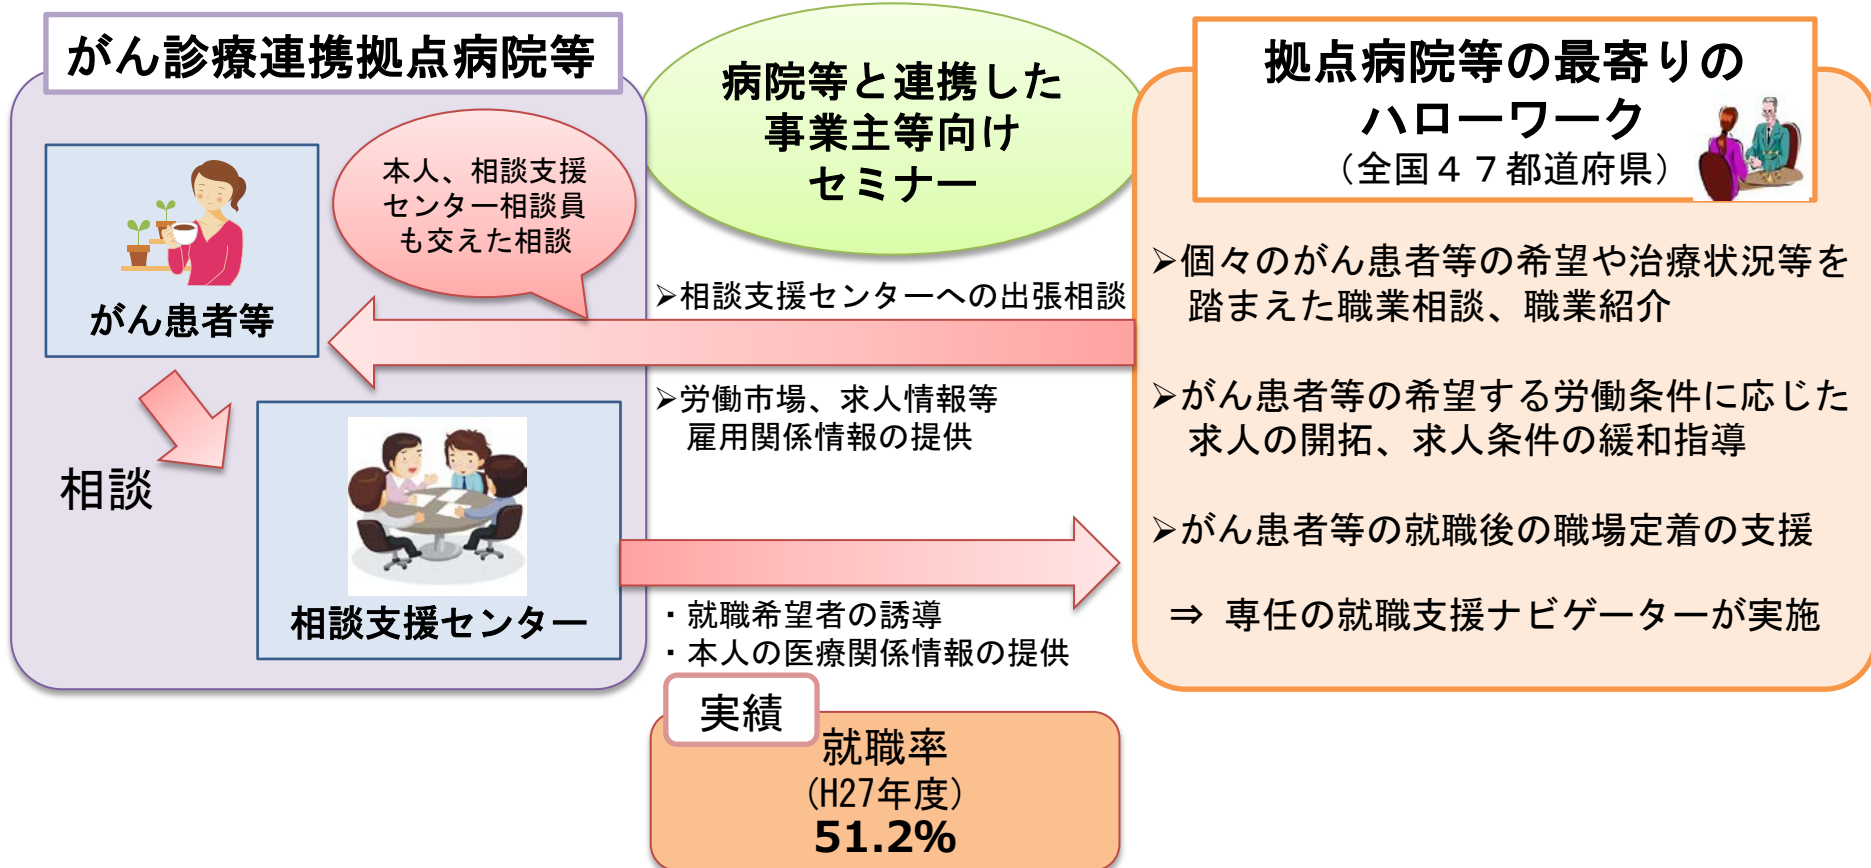 がん診療連携拠点病院等
がん患者等
本人、相談支援
センター相談員
も交えた相談
相談
相談支援センター
病院等と連携した
事業主等向け
セミナー
➢相談支援センターへの出張相談
➢労働市場、求人情報等
雇用関係情報の提供
・就職希望者の誘導
・本人の医療関係情報の提供
実績
就職率
(H27年度)
51.2%
拠点病院等の最寄りの
ハローワーク
（全国４７都道府県）
➢個々のがん患者等の希望や治療状況等を
踏まえた職業相談、職業紹介
➢がん患者等の希望する労働条件に応じた
求人の開拓、求人条件の緩和指導
➢がん患者等の就職後の職場定着の支援
⇒ 専任の就職支援ナビゲーターが実施